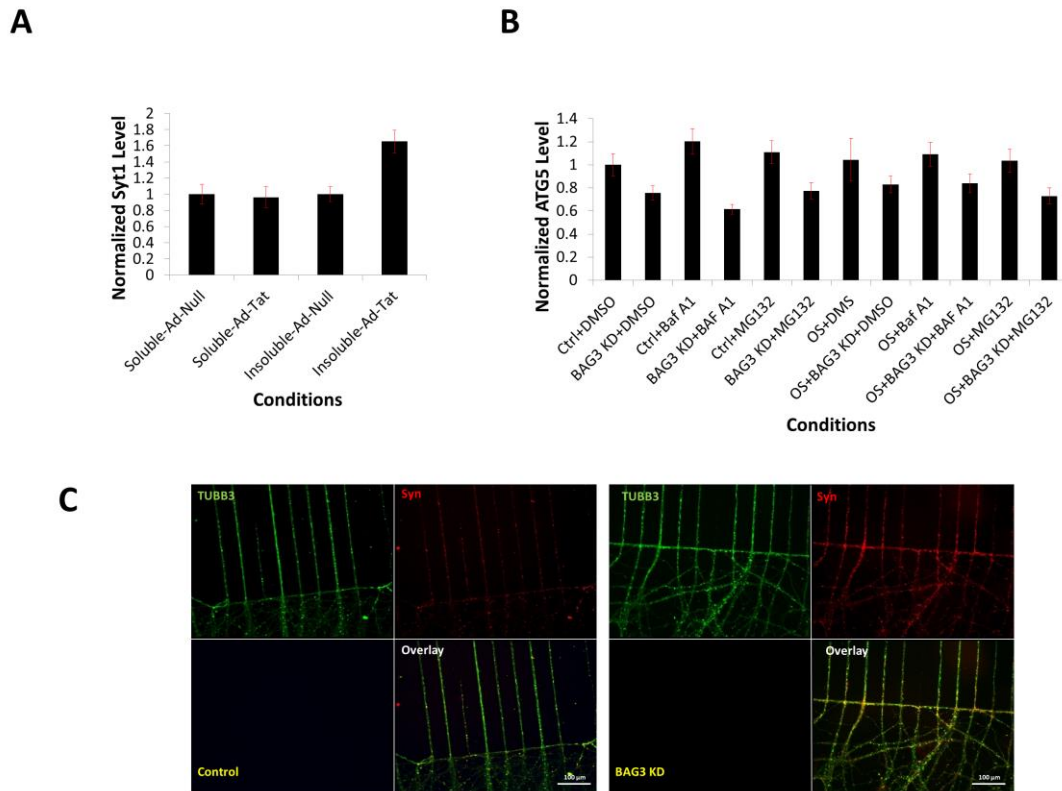 A
B
Normalized Syt1 Level
2
1.8
1.6
1.4
1.2
1
0.8
0.6
0.4
0.2
0
Soluble-Ad-Null
Soluble-Ad-Tat
Insoluble-Ad-Null
Insoluble-Ad-Tat
Conditions
Normalized ATG5 Level
1.4
1.2
1
0.8
0.6
0.4
0.2
0
Ctrl+DMSO
BAG3 KD+DMSO
Ctrl+Baf A1
BAG3 KD+BAF A1
Ctrl+MG132
BAG3 KD+MG132
OS+DMS
OS+BAG3 KD+DMSO
OS+Baf A1
OS+BAG3 KD+BAF A1
OS+MG132
OS+BAG3 KD+MG132
Conditions
C
TUBB3
Syn
Control
Overlay
100 µm
TUBB3
Syn
BAG3 KD
Overlay
100 µm